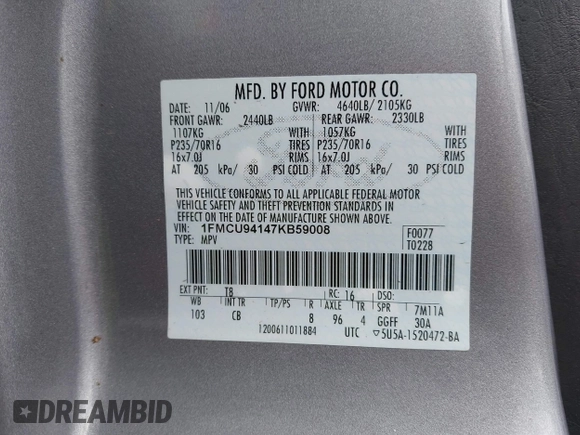 MFD. BY FORD MOTOR CO.
DATE: 11/06 GVWR: 4640LB/ 2105KG
FRONT GAWR: 2440LB REAR GAWR: 2330LB
1107KG WITH 1057KG WITH
P235/70R16 TIRES P235/70R16 TIRES
16x7.0J RIMS 16x7.0J RIMS
AT 205 kPa/ 30 PSI COLD AT 205 kPa/ 30 PSI COLD
THIS VEHICLE CONFORMS TO ALL APPLICABLE FEDERAL MOTOR
VEHICLE SAFETY AND THEFT PREVENTION STANDARDS IN
EFFECT ON THE DATE OF MANUFACTURE SHOWN ABOVE.
VIN: 1FMCU94147KB59008 F0077
TYPE: MPV T0228
EXT PNT: T8 RC: 16 DSO:
WB INT TR TP/PS R AXLE TR SPR 7M11A
103 CB 8 96 4 GGFF 30A
1200611011884 UTC ▽5U5A-1520472-BA
DREAMBID